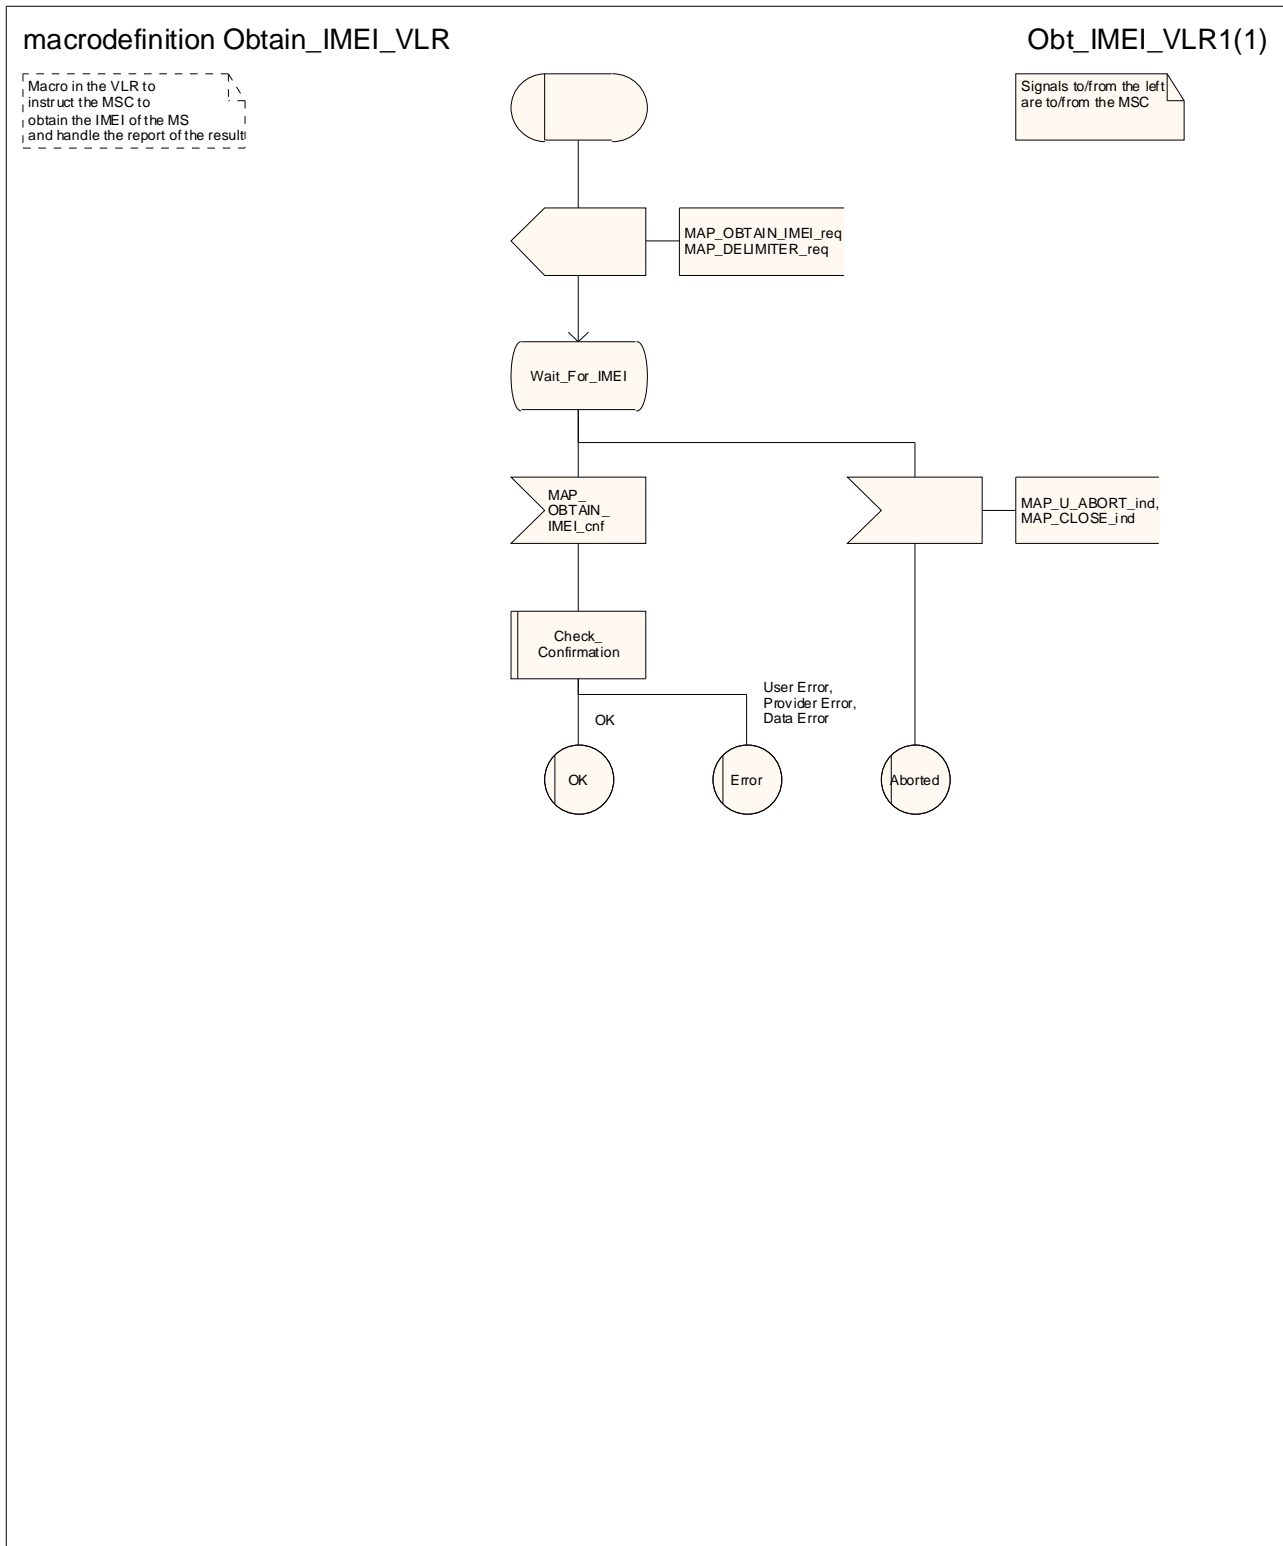 macrodefinition Obtain_IMEI_VLR
Obt_IMEI_VLR1(1)
Macro in the VLR to
instruct the MSC to
obtain the IMEI of the MS
and handle the report of the result
Signals to/from the left
are to/from the MSC
MAP_OBTAIN_IMEI_req
MAP_DELIMITER_req
Wait_For_IMEI
MAP_
OBTAIN_
IMEI_cnf
MAP_U_ABORT_ind,
MAP_CLOSE_ind
Check_
Confirmation
User Error,
Provider Error,
Data Error
OK
OK
Error
Aborted